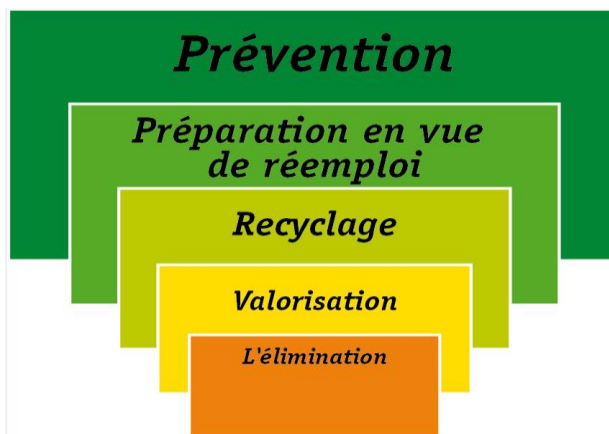 Prévention
Préparation en vue
de réemploi
Recyclage
Valorisation
L'élimination